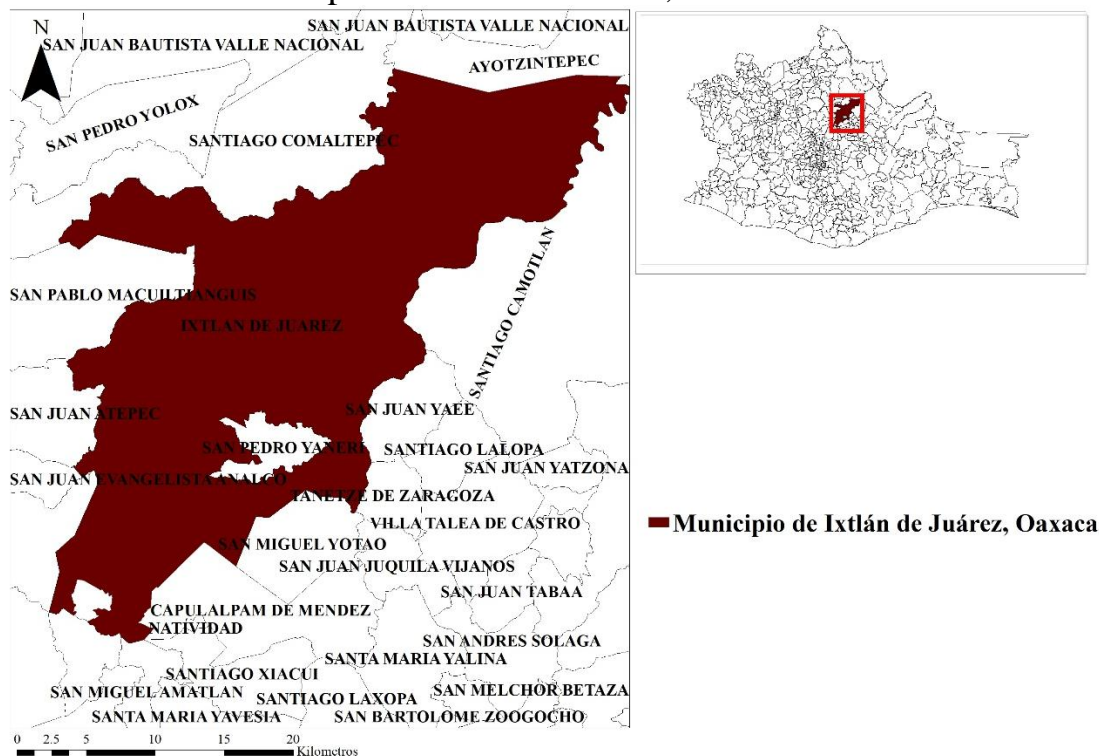 N
SAN JUAN BAUTISTA VALLE NACIONAL
SAN JUAN BAUTISTA VALLE NACIONAL
AYOTZINTEPEC
SAN PEDRO YOLOX
SANTIAGO COMALTEPEC
SANTIAGO CAMOTLAN
SAN PABLO MACUILTIANGUIS
IXTLAN DE JUAREZ
SAN JUAN ATEPEC
SAN JUAN YAEE
SAN PEDRO YANERI
SANTIAGO LALOPA
SAN JUAN YATZONA
SAN JUAN EVANGELISTA ANALCO
TANETZE DE ZARAGOZA
VILLA TALEA DE CASTRO
SAN MIGUEL YOTAO
SAN JUAN JUQUILA VIJANOS
SAN JUAN TABAA
CAPULALPAM DE MENDEZ
NATIVIDAD
SAN ANDRES SOLAGA
SANTA MARIA YALINA
SANTIAGO XIACUI
SAN MIGUEL AMATLAN
SANTIAGO LAXOPA
SAN MELCHOR BETAZA
SANTA MARIA YAVESIA
SAN BARTOLOME ZOOGOCHO
0 2.5 5 10 15 20
Kilometros
Municipio de Ixtlán de Juárez, Oaxaca